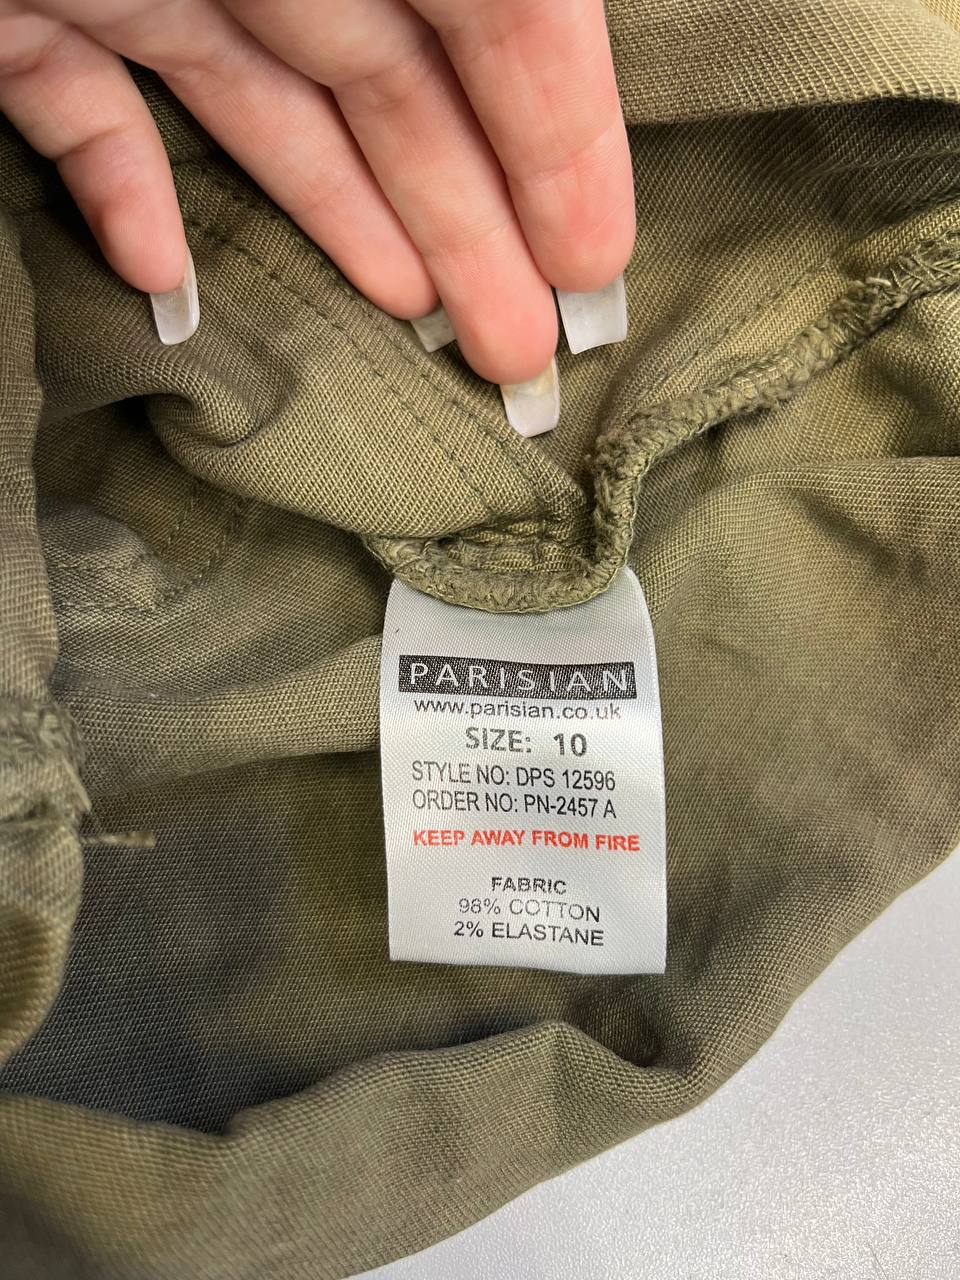 PARISIAN
www.parisian.co.uk
SIZE: 10
STYLE NO: DPS 12596
ORDER NO: PN-2457 A
KEEP AWAY FROM FIRE
FABRIC
98% COTTON
2% ELASTANE